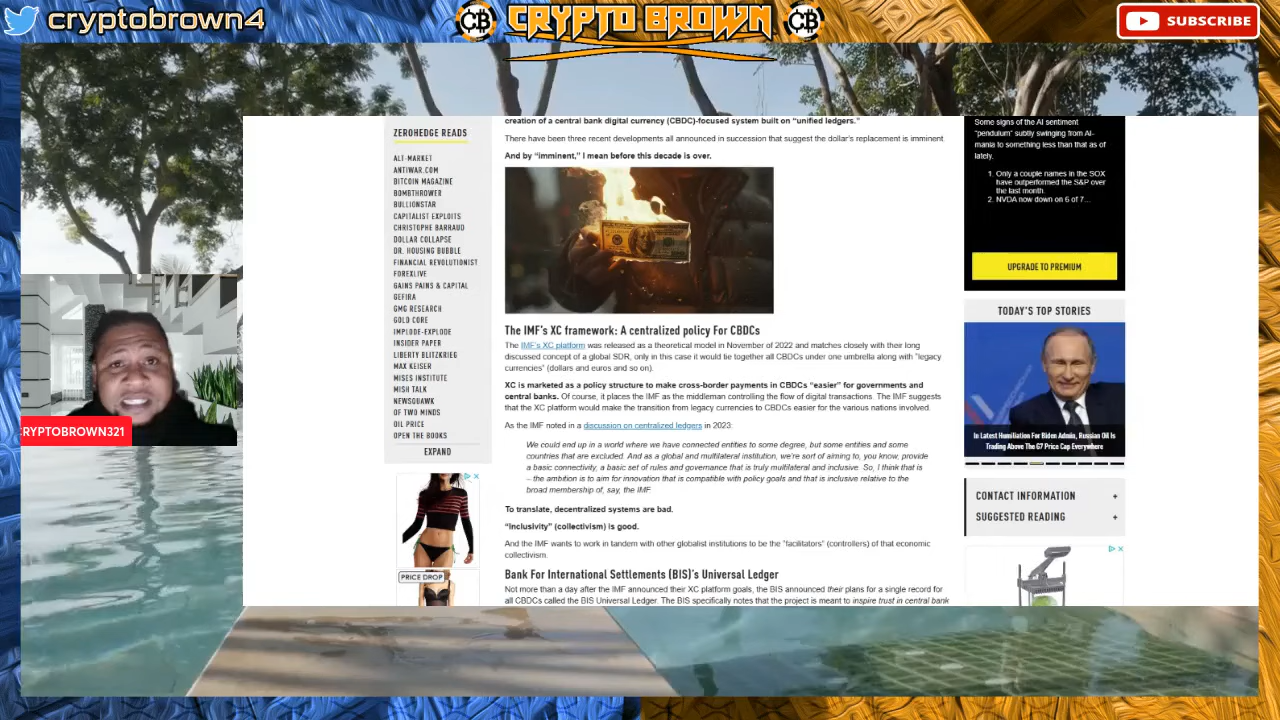 cryptobrown4
CB
CRYPTO BROWN
CB
SUBSCRIBE
ZEROHEDGE READS
ALT-MARKET
ANTIWAR.COM
BITCOIN MAGAZINE
BOMBTHROWER
BULLIONSTAR
CAPITALIST EXPLOITS
CHRISTOPHE BARRAUD
DOLLAR COLLAPSE
DR. HOUSING BUBBLE
FINANCIAL REVOLUTIONIST
FOREXLIVE
GAINS PAINS & CAPITAL
GEFIRA
GMG RESEARCH
GOLD CORE
IMPLODE-EXPLODE
INSIDER PAPER
LIBERTY BLITZKRIEG
MAX KEISER
MISES INSTITUTE
MISH TALK
NEWSQUAWK
OF TWO MINDS
OIL PRICE
OPEN THE BOOKS
EXPAND
PRICE DROP
CRYPTOBROWN321
creation of a central bank digital currency (CBDC)-focused system built on “unified ledgers.”
There have been three recent developments all announced in succession that suggest the dollar's replacement is imminent.
And by “imminent,” I mean before this decade is over.
The IMF's XC framework: A centralized policy For CBDCs
The IMF's XC platform was released as a theoretical model in November of 2022 and matches closely with their long
discussed concept of a global SDR, only in this case it would tie together all CBDCs under one umbrella along with “legacy
currencies” (dollars and euros and so on).
XC is marketed as a policy structure to make cross-border payments in CBDCs “easier” for governments and
central banks. Of course, it places the IMF as the middleman controlling the flow of digital transactions. The IMF suggests
that the XC platform would make the transition from legacy currencies to CBDCs easier for the various nations involved.
As the IMF noted in a discussion on centralized ledgers in 2023:
We could end up in a world where we have connected entities to some degree, but some entities and some
countries that are excluded. And as a global and multilateral institution, we're sort of aiming to, you know, provide
a basic connectivity, a basic set of rules and governance that is truly multilateral and inclusive. So, I think that is
– the ambition is to aim for innovation that is compatible with policy goals and that is inclusive relative to the
broad membership of, say, the IMF
To translate, decentralized systems are bad.
“Inclusivity” (collectivism) is good.
And the IMF wants to work in tandem with other globalist institutions to be the “facilitators” (controllers) of that economic
collectivism.
Bank For International Settlements (BIS)'s Universal Ledger
Not more than a day after the IMF announced their XC platform goals, the BIS announced their plans for a single record for
all CBDCs called the BIS Universal Ledger. The BIS specifically notes that the project is meant to inspire trust in central bank
Some signs of the AI sentiment
“pendulum” subtly swinging from AI-
mania to something less than that as of
lately.
1. Only a couple names in the SOX
have outperformed the S&P over
the last month.
2. NVDA now down on 6 of 7...
UPGRADE TO PREMIUM
TODAY'S TOP STORIES
In Latest Humiliation For Biden Admin, Russian Oil Is
Trading Above The G7 Price Cap Everywhere
CONTACT INFORMATION +
SUGGESTED READING +